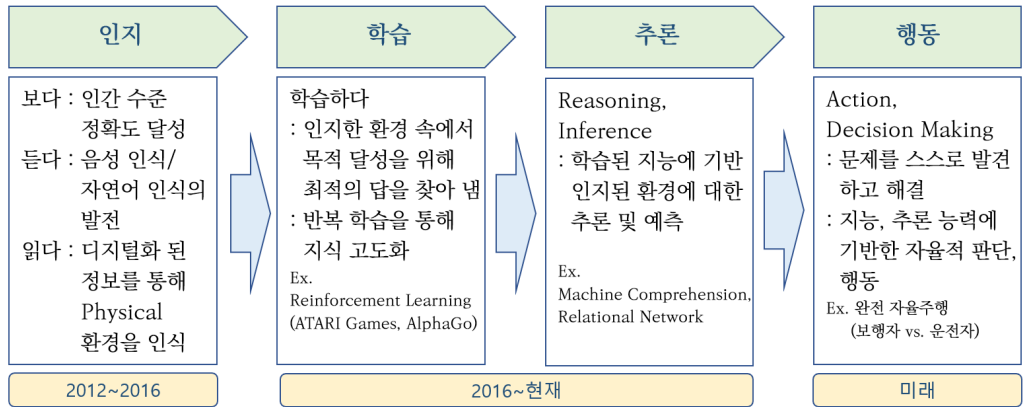 인지
보다 : 인간 수준
정확도 달성
듣다 : 음성 인식/
자연어 인식의
발전
읽다 : 디지털화 된
정보를 통해
Physical
환경을 인식
2012~2016
학습
학습하다
: 인지한 환경 속에서
목적 달성을 위해
최적의 답을 찾아 냄
: 반복 학습을 통해
지식 고도화
Ex.
Reinforcement Learning
(ATARI Games, AlphaGo)
추론
Reasoning,
Inference
: 학습된 지능에 기반
인지된 환경에 대한
추론 및 예측
Ex.
Machine Comprehension,
Relational Network
2016~현재
행동
Action,
Decision Making
: 문제를 스스로 발견
하고 해결
: 지능, 추론 능력에
기반한 자율적 판단,
행동
Ex. 완전 자율주행
(보행자 vs. 운전자)
미래